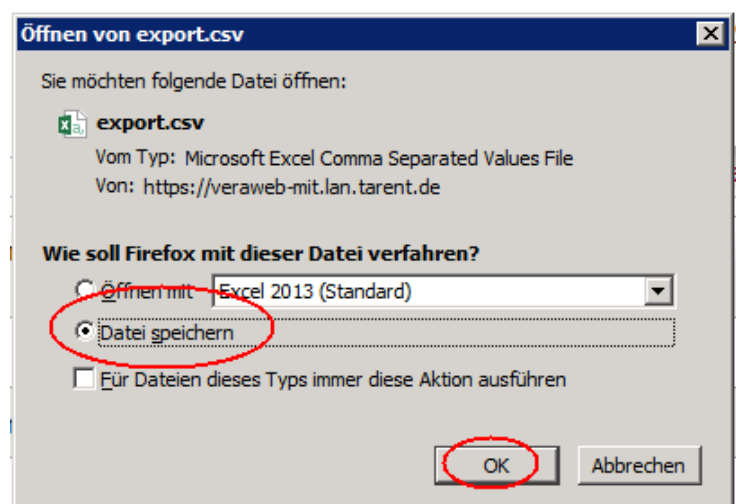 Öffnen von export.csv
Sie möchten folgende Datei öffnen:
export.csv
Vom Typ: Microsoft Excel Comma Separated Values File
Von: https://veraweb-mit.lan.tarent.de
Wie soll Firefox mit dieser Datei verfahren?
Öffnen mit Excel 2013 (Standard)
Datei speichern
Für Dateien dieses Typs immer diese Aktion ausführen
OK Abbrechen